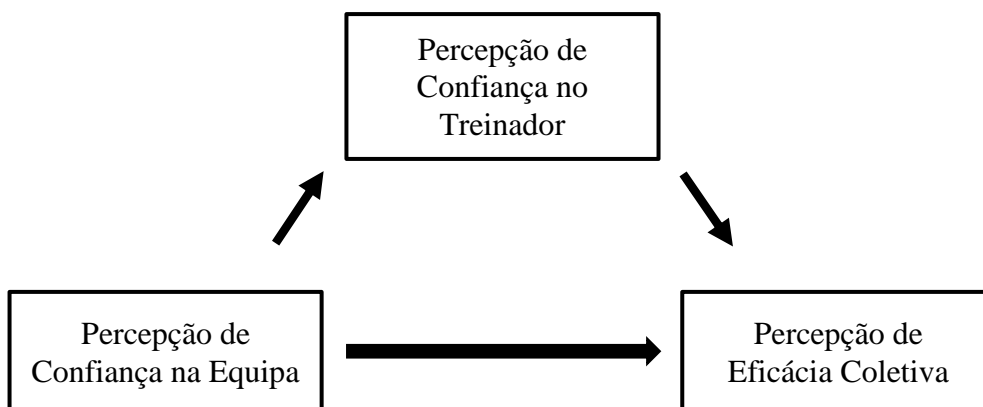 Percepção de
Confiança no
Treinador
Percepção de
Confiança na Equipa
Percepção de
Eficácia Coletiva